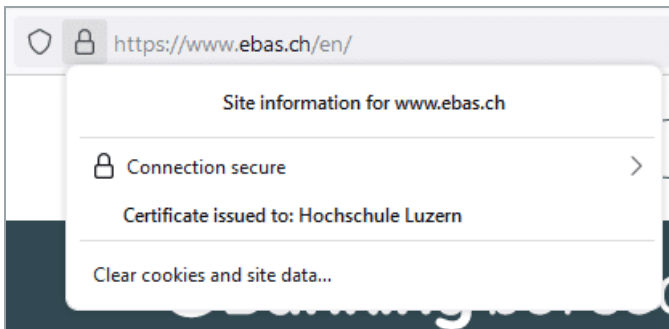 https://www.ebas.ch/en/
Site information for www.ebas.ch
Connection secure
Certificate issued to: Hochschule Luzern
Clear cookies and site data...